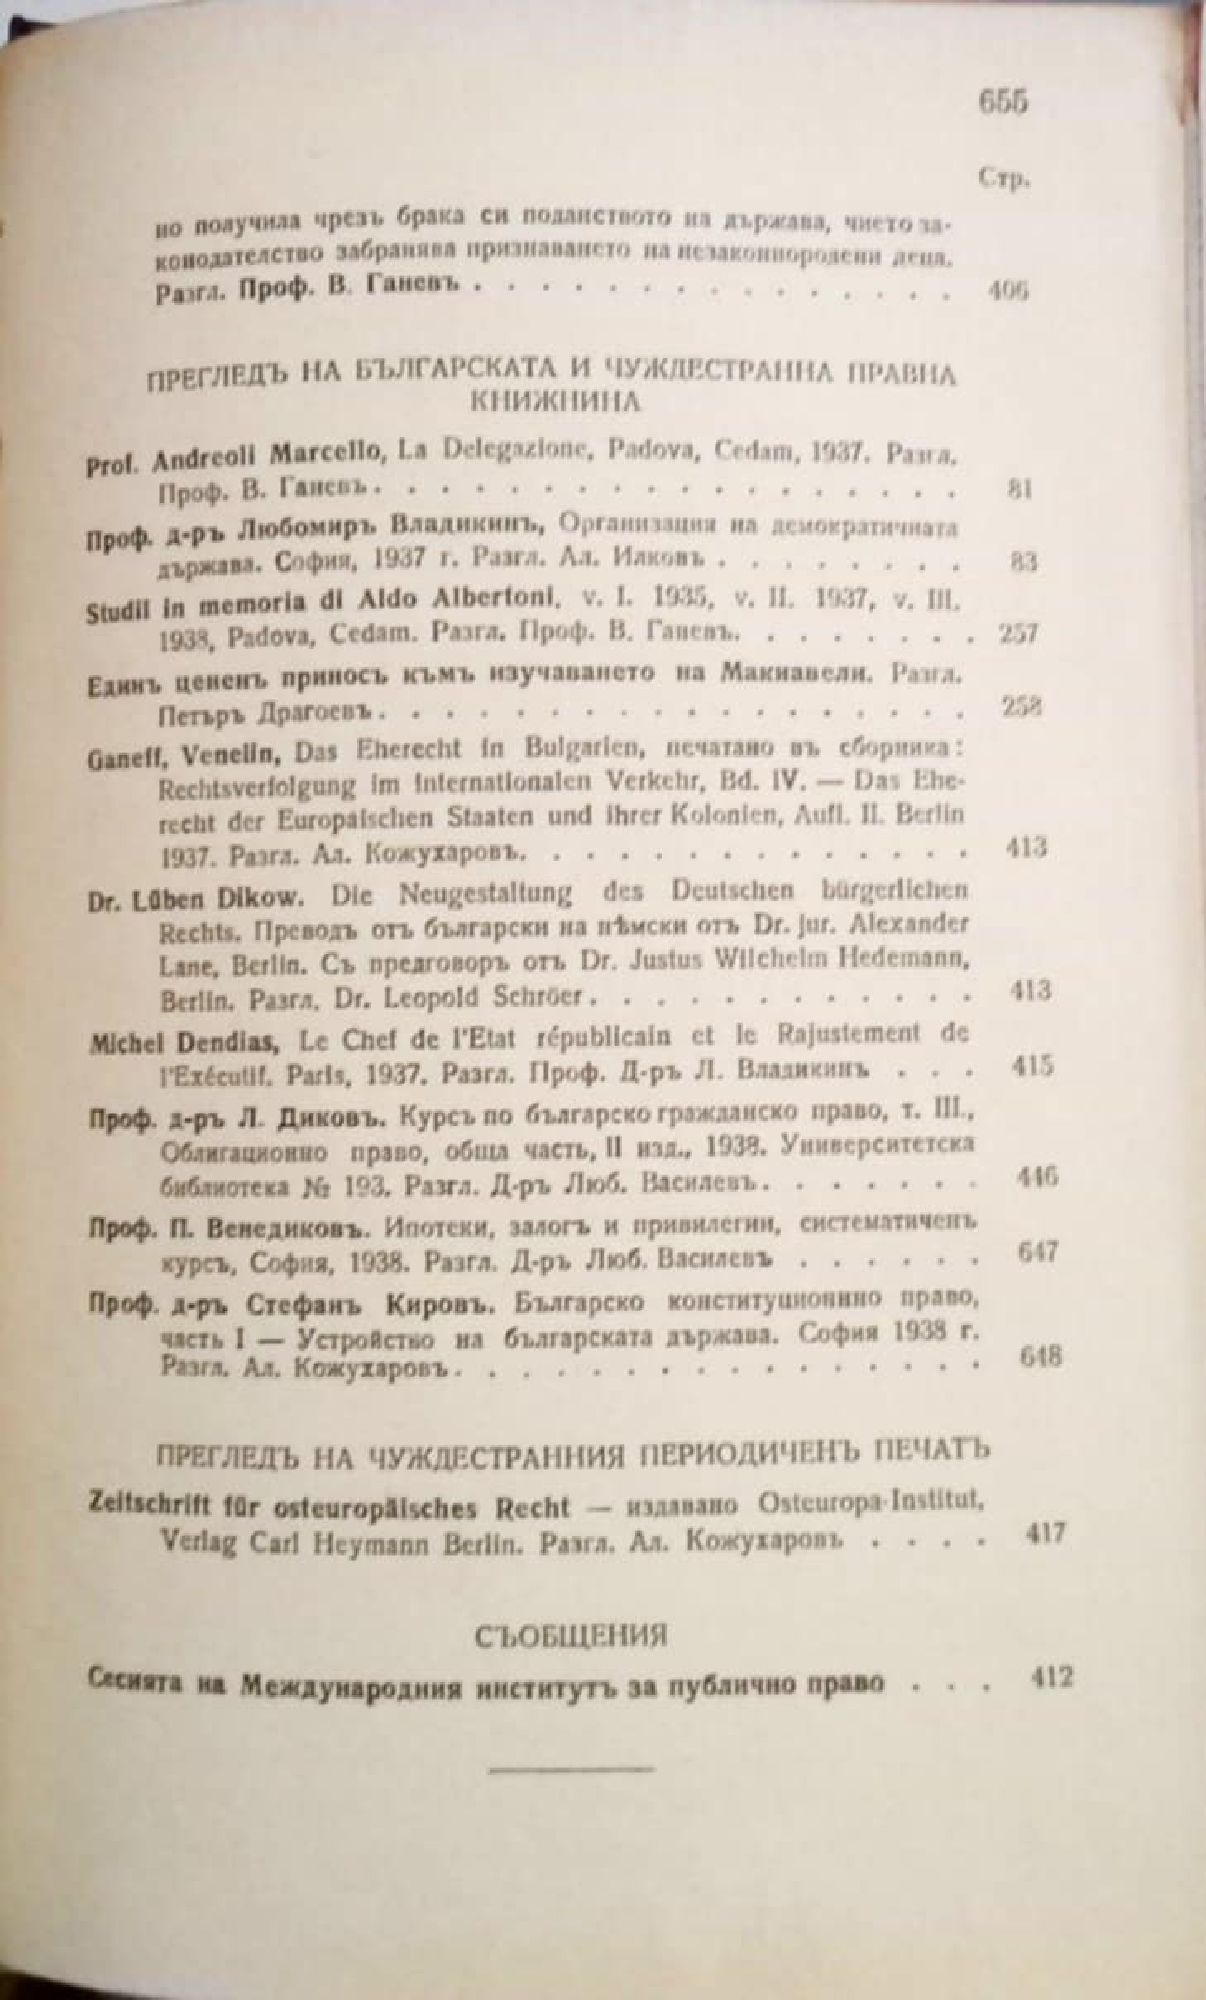 655
Стр.
но получила чрезъ брака си поданството на държава, чието за-
конодателство забранява признаването на незаконнородени деца.
Разгл. Проф. В. Ганевъ . . . . . . . . . . . . . . . 406
ПРЕГЛЕДЪ НА БЪЛГАРСКАТА И ЧУЖДЕСТРАННА ПРАВНА
КНИЖНИНА
Prof. Andreoli Marcello, La Delegazione, Padova, Cedam, 1937. Разгл.
Проф. В. Ганевъ. . . . . . . . . . . . . . . . . . 81
Проф. д-ръ Любомиръ Владикинъ, Организация на демократичната
държава. София, 1937 г. Разгл. Ал. Илковъ . . . . . . . . 83
Studii in memoria di Aldo Albertoni, v. I. 1935, v. II. 1937, v. III.
1938, Padova, Cedam. Разгл. Проф. В. Ганевъ. . . . . . . . 257
Единъ цененъ приносъ къмъ изучаването на Макиавели. Разгл.
Петъръ Драгоевъ. . . . . . . . . . . . . . . . . . 258
Ganeff, Venelin, Das Eherecht in Bulgarien, печатано въ сборника:
Rechtsverfolgung im internationalen Verkehr, Bd. IV. — Das Ehe-
recht der Europäischen Staaten und ihrer Kolonien, Aufl. II. Berlin
1937. Разгл. Ал. Кожухаровъ. . . . . . . . . . . . . . 413
Dr. Lüben Dikow. Die Neugestaltung des Deutschen bürgerlichen
Rechts. Преводъ отъ български на нѣмски отъ Dr. jur. Alexander
Lane, Berlin. Съ предговоръ отъ Dr. Justus Wilchelm Hedemann,
Berlin. Разгл. Dr. Leopold Schröer. . . . . . . . . . . . 413
Michel Dendias, Le Chef de l'Etat républicain et le Rajustement de
l'Exécutif. Paris, 1937. Разгл. Проф. Д-ръ Л. Владикинъ . . . 415
Проф. д-ръ Л. Диковъ. Курсъ по българско гражданско право, т. III.,
Облигационно право, обща часть, II изд., 1938. Университетска
библиотека № 193. Разгл. Д-ръ Люб. Василевъ. . . . . . . 446
Проф. П. Венедиковъ. Ипотеки, залогъ и привилегии, систематиченъ
курсъ, София, 1938. Разгл. Д-ръ Люб. Василевъ . . . . . . 647
Проф. д-ръ Стефанъ Кировъ. Българско конституционнно право,
часть I — Устройство на българската държава. София 1938 г.
Разгл. Ал. Кожухаровъ. . . . . . . . . . . . . . . . 648
ПРЕГЛЕДЪ НА ЧУЖДЕСТРАННИЯ ПЕРИОДИЧЕНЪ ПЕЧАТЪ
Zeitschrift für osteuropäisches Recht — издавано Osteuropa-Institut,
Verlag Carl Heymann Berlin. Разгл. Ал. Кожухаровъ . . . . 417
СЪОБЩЕНИЯ
Сесията на Международния институтъ за публично право . . . 412